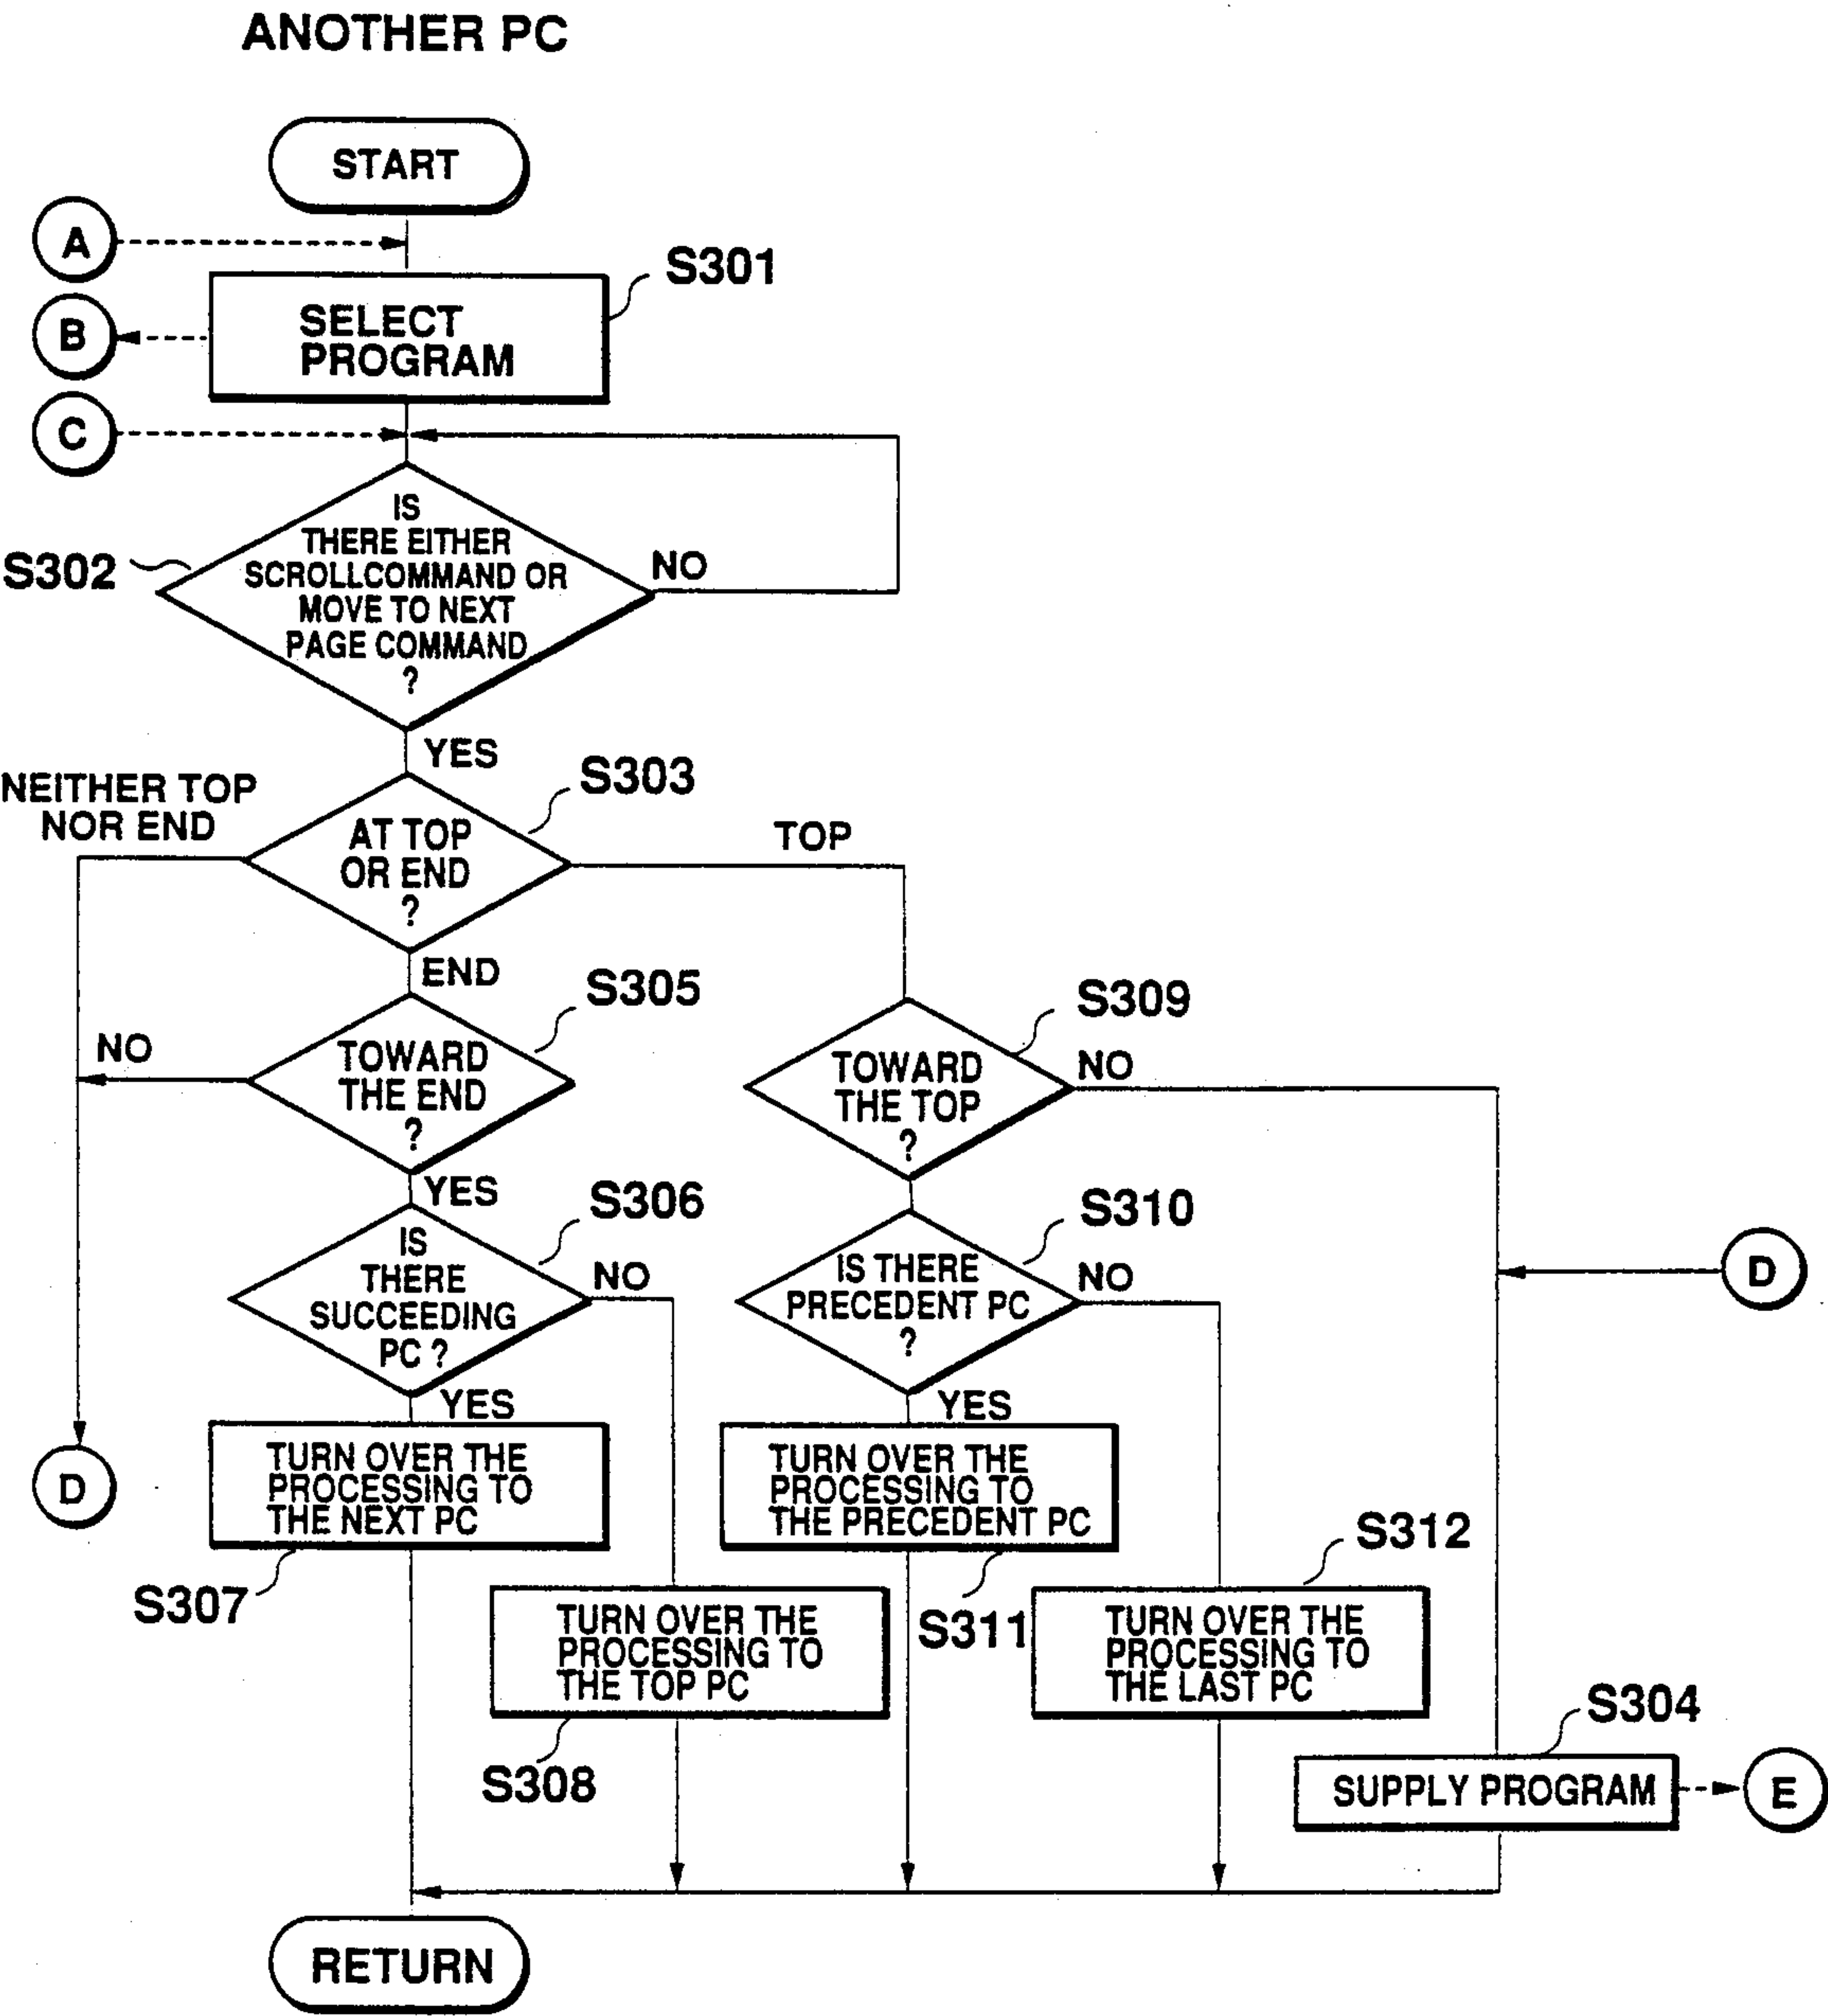 ANOTHER PC
START
A
S301
SELECT
PROGRAM
B
C
IS
THERE EITHER
SCROLLCOMMAND OR
MOVE TO NEXT
PAGE COMMAND
?
S302
NO
YES
S303
NEITHER TOP
NOR END
AT TOP
OR END
?
TOP
END
S305
NO
TOWARD
THE END
?
S309
TOWARD
THE TOP
?
NO
YES
S306
IS
THERE
SUCCEEDING
PC ?
NO
S310
IS THERE
PRECEDENT PC
?
NO
D
YES
YES
D
TURN OVER THE
PROCESSING TO
THE NEXT PC
S307
TURN OVER THE
PROCESSING TO
THE PRECEDENT PC
S311
S312
TURN OVER THE
PROCESSING TO
THE TOP PC
S308
TURN OVER THE
PROCESSING TO
THE LAST PC
S304
SUPPLY PROGRAM
E
RETURN